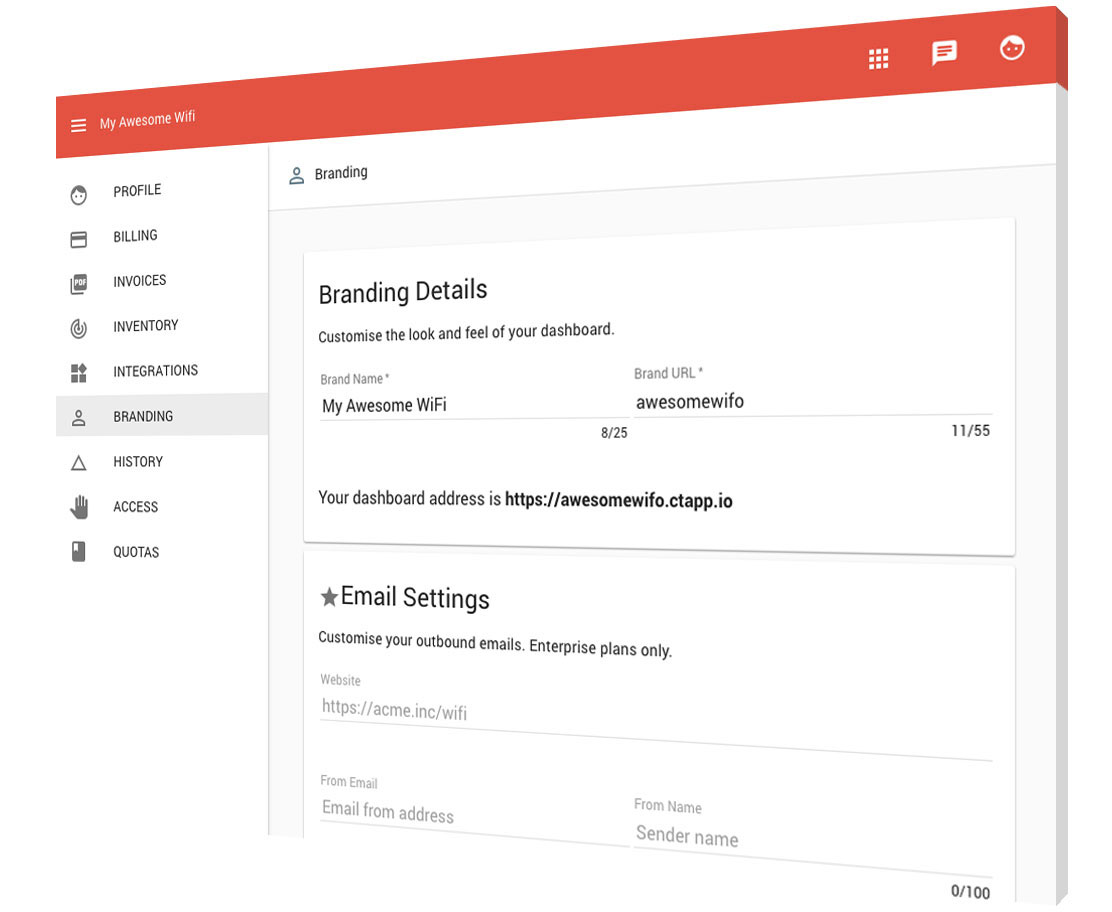 My Awesome Wifi
PROFILE
BILLING
PDF
INVOICES
INVENTORY
INTEGRATIONS
BRANDING
HISTORY
ACCESS
QUOTAS
Branding
Branding Details
Customise the look and feel of your dashboard.
Brand Name * Brand URL *
My Awesome WiFi awesomewifo
8/25 11/55
Your dashboard address is https://awesomewifo.ctapp.io
Email Settings
Customise your outbound emails. Enterprise plans only.
Website
https://acme.inc/wifi
From Email From Name
Email from address Sender name
0/100